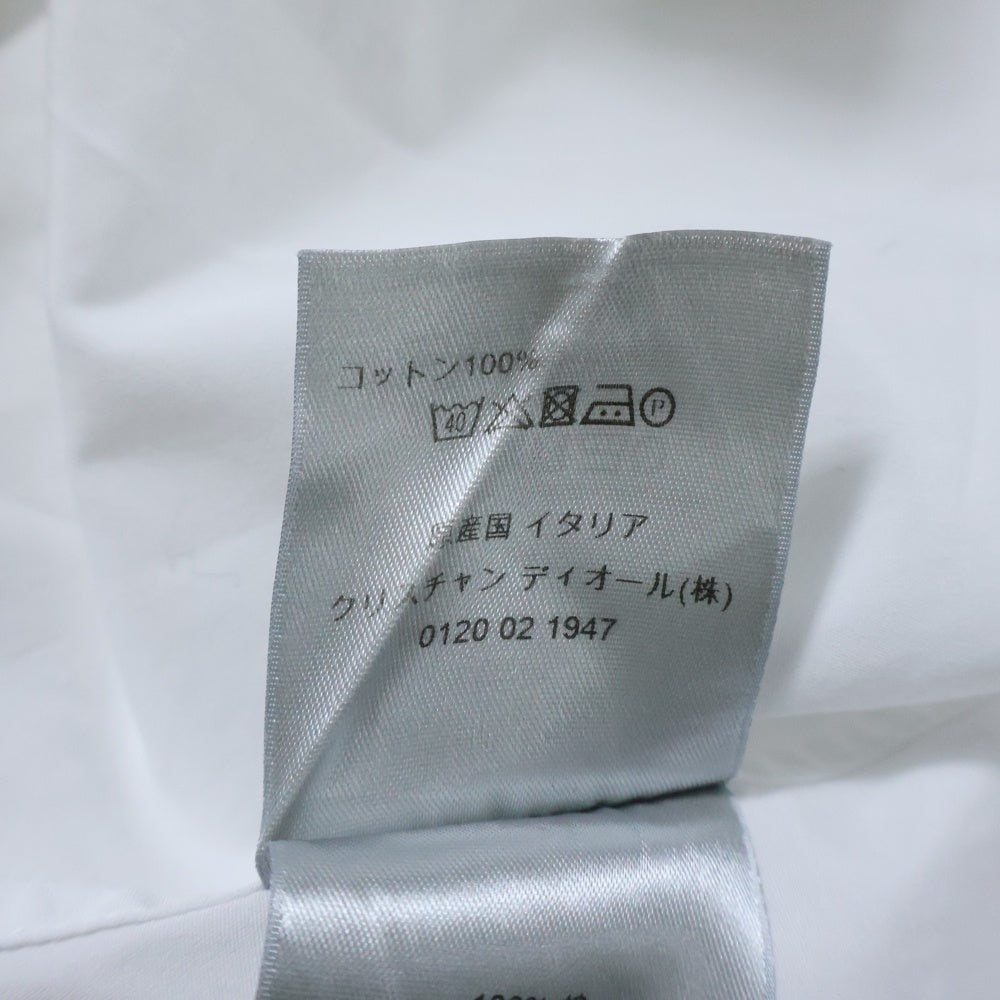 コットン100%
40 P
原産国 イタリア
クリスチャン ディオール(株)
0120 02 1947